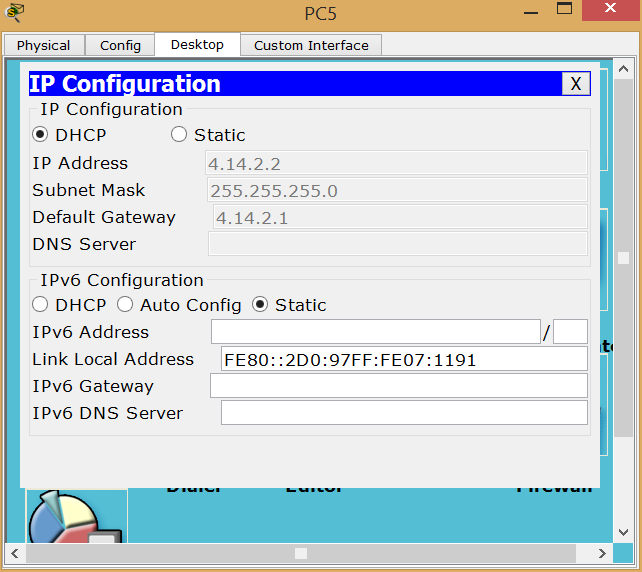 PC5
Physical Config Desktop Custom Interface
IP Configuration X
IP Configuration
DHCP Static
IP Address 4.14.2.2
Subnet Mask 255.255.255.0
Default Gateway 4.14.2.1
DNS Server
IPv6 Configuration
DHCP Auto Config Static
IPv6 Address /
Link Local Address FE80::2D0:97FF:FE07:1191
IPv6 Gateway
IPv6 DNS Server
Dialer Editor Firewall